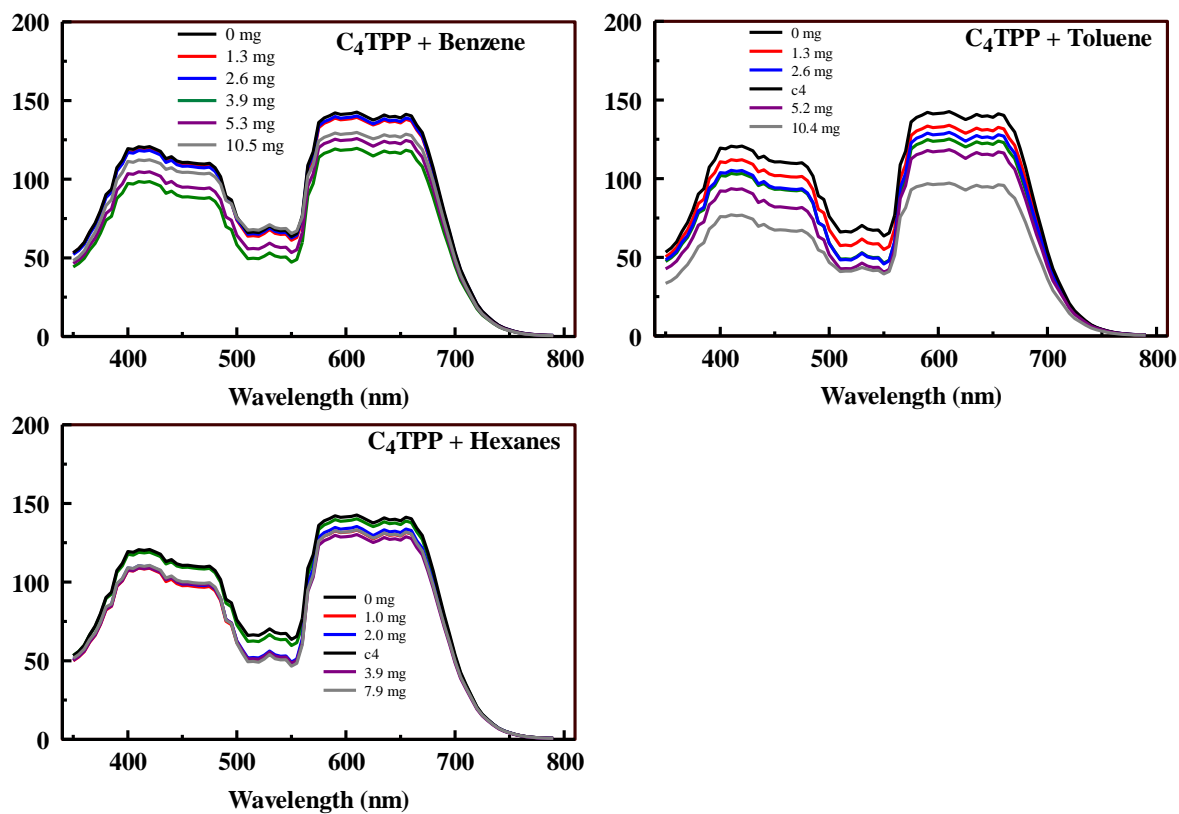 C4TPP + Benzene
0 mg
1.3 mg
2.6 mg
3.9 mg
5.3 mg
10.5 mg
200
150
100
50
0
400 500 600 700 800
Wavelength (nm)
C4TPP + Toluene
0 mg
1.3 mg
2.6 mg
c4
5.2 mg
10.4 mg
200
150
100
50
0
400 500 600 700 800
Wavelength (nm)
C4TPP + Hexanes
0 mg
1.0 mg
2.0 mg
c4
3.9 mg
7.9 mg
200
150
100
50
0
400 500 600 700 800
Wavelength (nm)